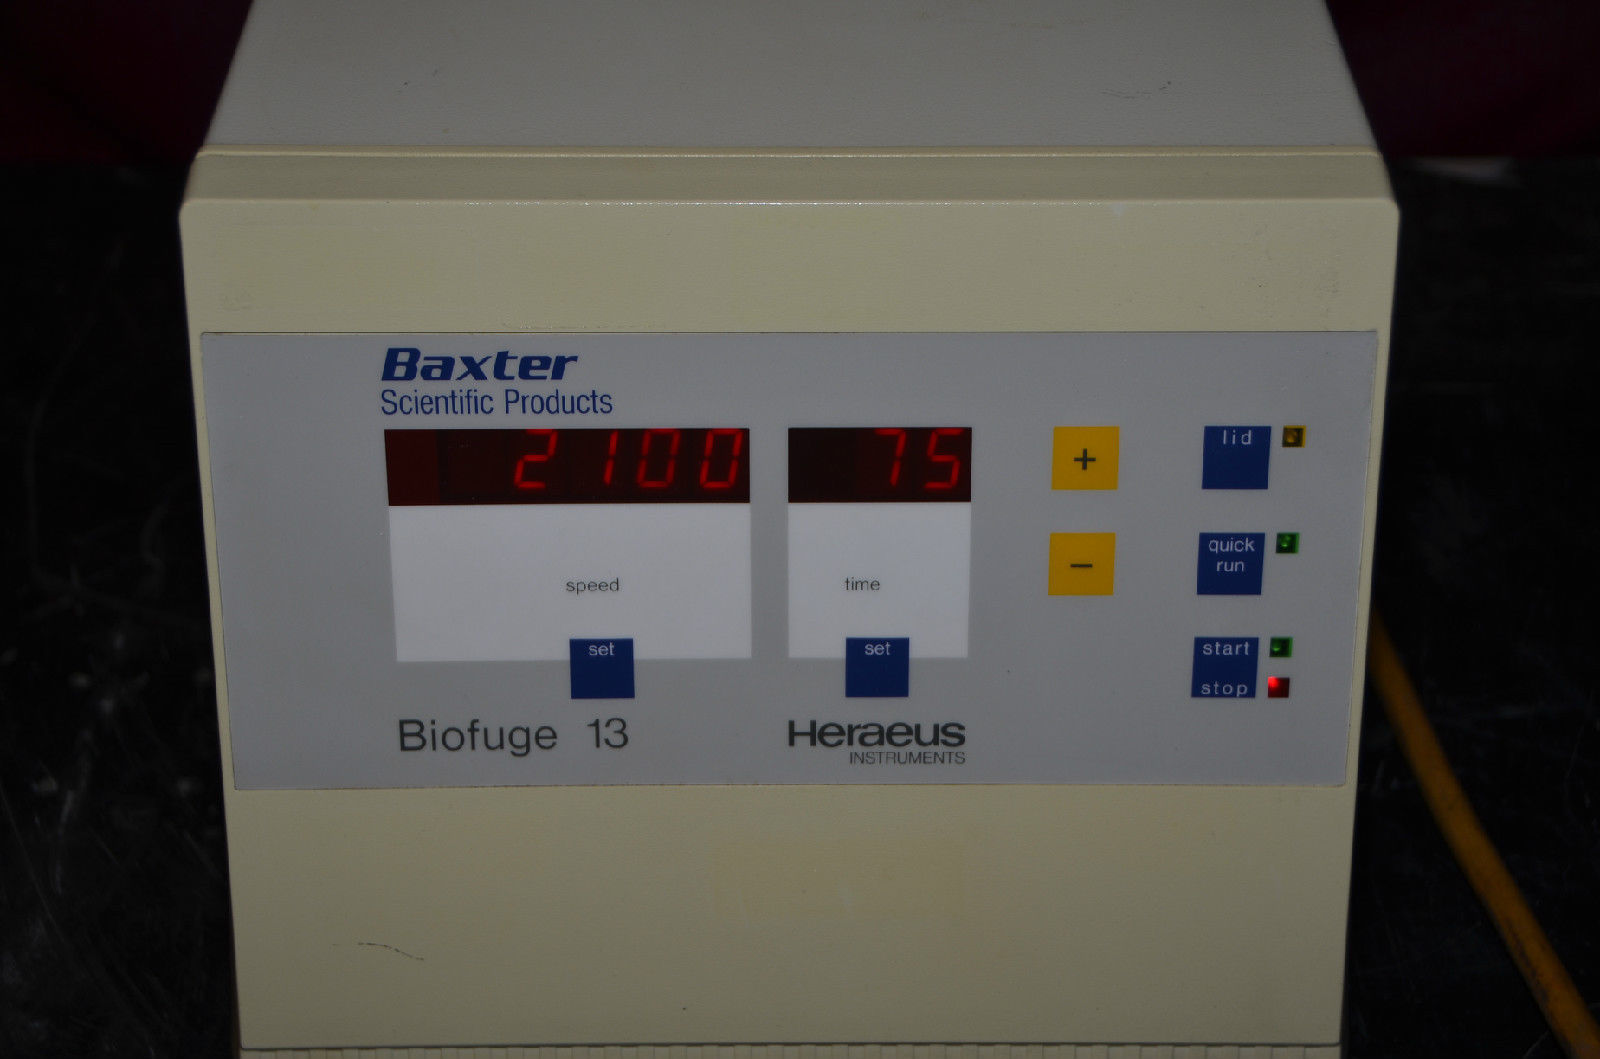 Baxter
Scientific Products
2100
75
+
lid
quick
run
speed
time
−
set
set
start
stop
Biofuge 13
Heraeus
INSTRUMENTS